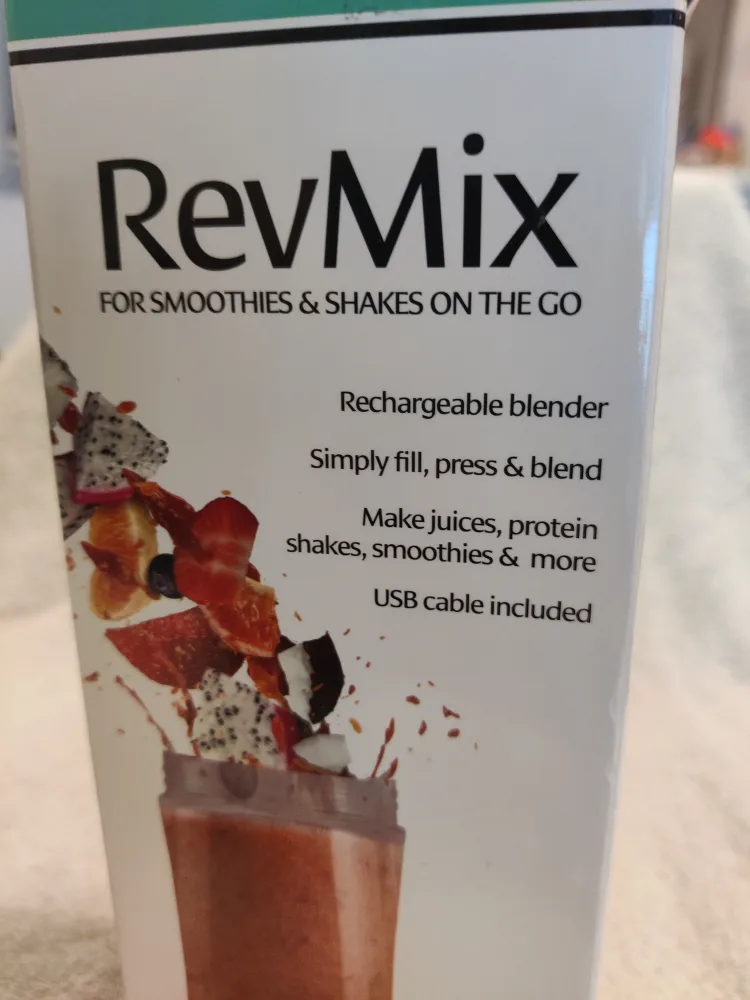 RevMix
FOR SMOOTHIES & SHAKES ON THE GO
Rechargeable blender
Simply fill, press & blend
Make juices, protein
shakes, smoothies & more
USB cable included